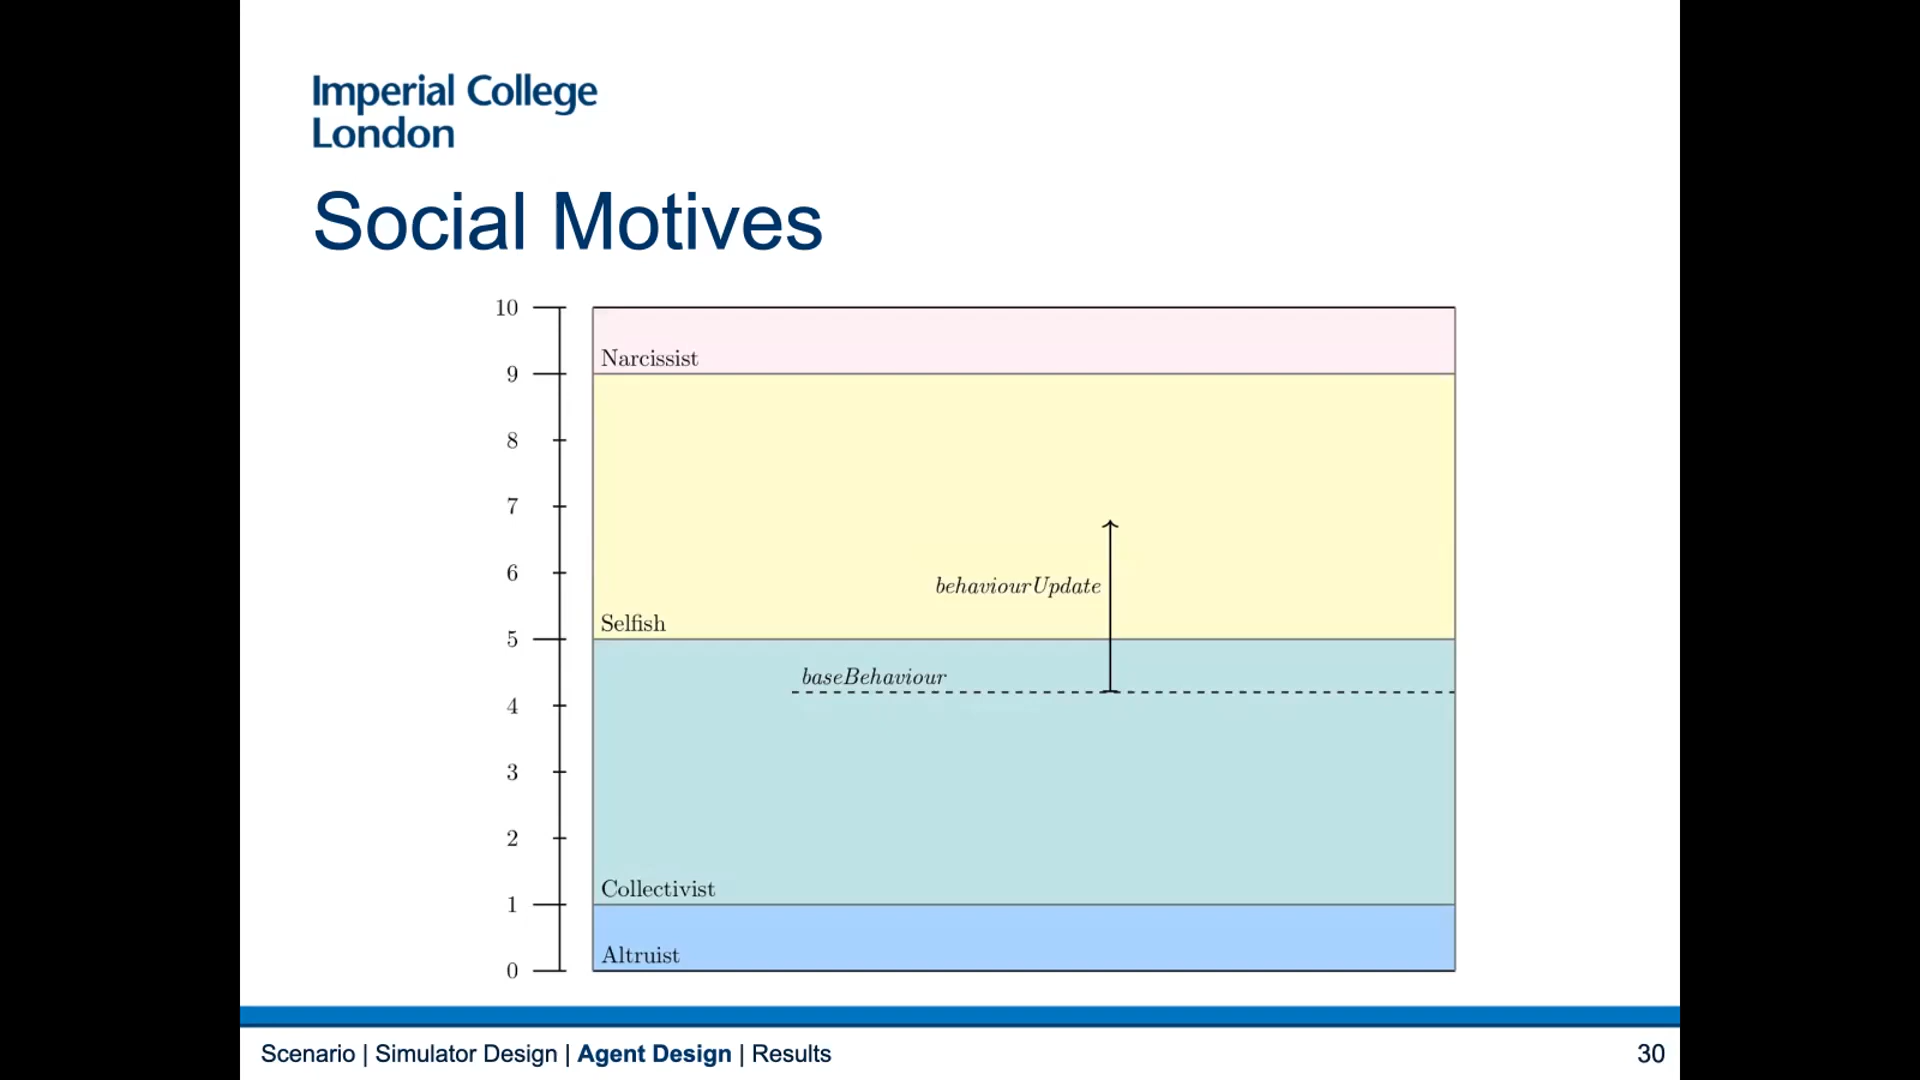 Imperial College
London
Social Motives
10
Narcissist
9
8
7
behaviourUpdate
6
Selfish
5
baseBehaviour
4
3
2
Collectivist
1
Altruist
0
Scenario | Simulator Design | Agent Design | Results
30